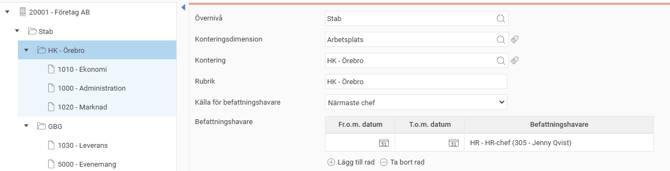 20001 - Företag AB
Stab
HK - Örebro
1010 - Ekonomi
1000 - Administration
1020 - Marknad
GBG
1030 - Leverans
5000 - Evenemang
Övernivå
Stab
Konteringsdimension
Arbetsplats
Kontering
HK - Örebro
Rubrik
HK - Örebro
Källa för befattningshavare
Närmaste chef
Befattningshavare
Fr.o.m. datum T.o.m. datum Befattningshavare
31 31 HR - HR-chef (305 - Jenny Qvist)
Lägg till rad Ta bort rad